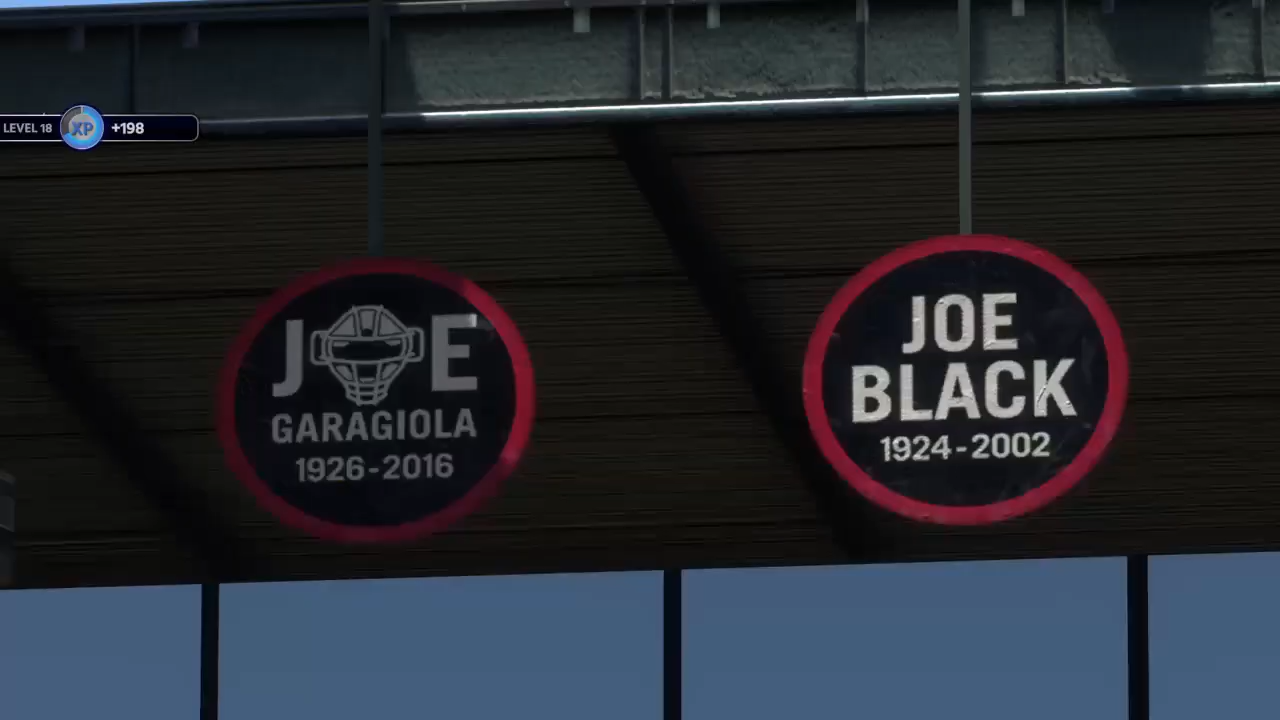 LEVEL 18
XP
+198
JOE
GARAGIOLA
1926-2016
JOE
BLACK
1924-2002